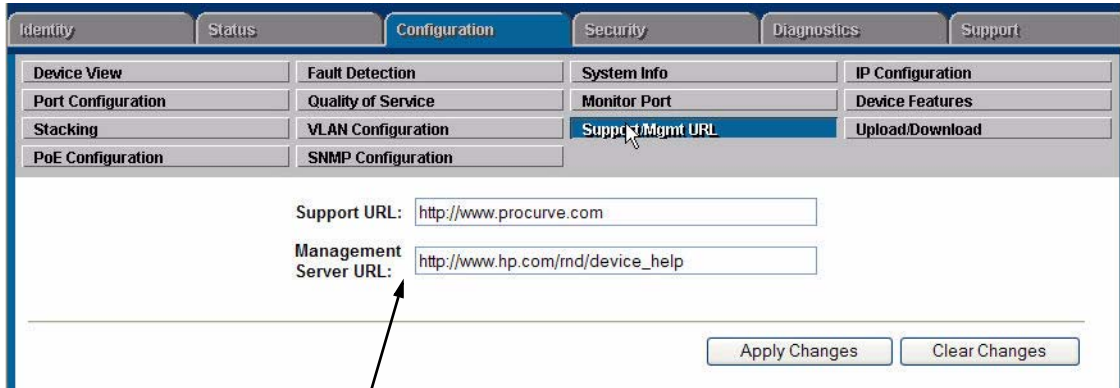 Identity Status Configuration Security Diagnostics Support
Device View Fault Detection System Info IP Configuration
Port Configuration Quality of Service Monitor Port Device Features
Stacking VLAN Configuration Support/Mgmt URL Upload/Download
PoE Configuration SNMP Configuration
Support URL: http://www.procurve.com
Management
Server URL: http://www.hp.com/rnd/device_help
Apply Changes Clear Changes